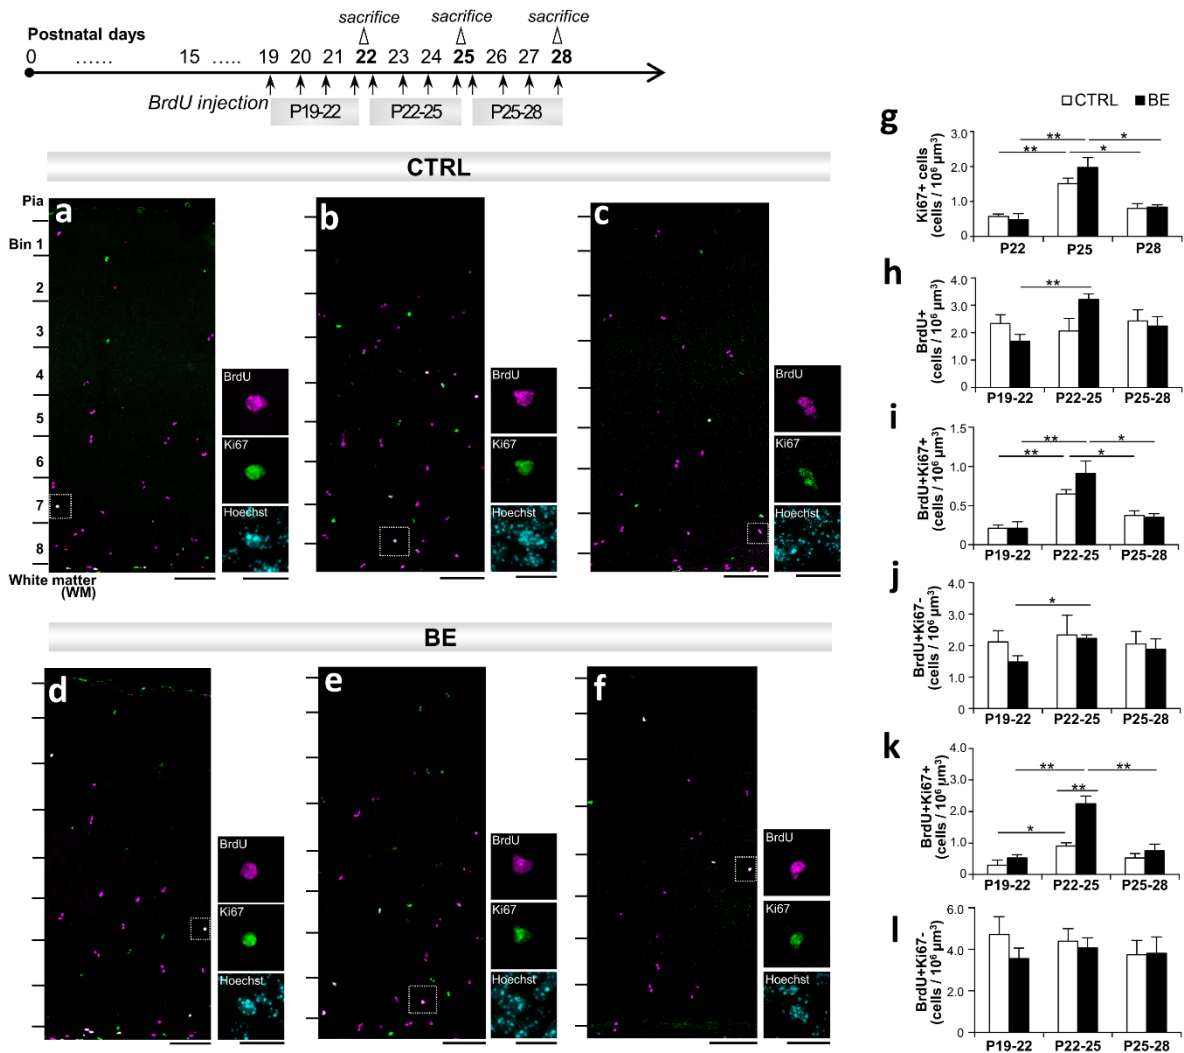 sacrifice sacrifice sacrifice
Postnatal days
0 ...... 15 ..... 19 20 21 22 23 24 25 26 27 28
BrdU injection P19-22 P22-25 P25-28
CTRL
Pia
Bin 1
2
3
4
5
6
7
8
White matter
(WM)
a
BrdU
Ki67
Hoechst
b
BrdU
Ki67
Hoechst
c
BrdU
Ki67
Hoechst
BE
d
BrdU
Ki67
Hoechst
e
BrdU
Ki67
Hoechst
f
BrdU
Ki67
Hoechst
CTRL BE
g
Ki67+ cells
(cells / 10⁶ µm³)
3.0
2.0
1.0
0
** *
** *
P22 P25 P28
h
BrdU+
(cells / 10⁶ µm³)
4.0
3.0
2.0
1.0
0
**
P19-22 P22-25 P25-28
i
BrdU+Ki67+
(cells / 10⁶ µm³)
1.5
1.0
0.5
0
** *
** *
P19-22 P22-25 P25-28
j
BrdU+Ki67-
(cells / 10⁶ µm³)
4.0
3.0
2.0
1.0
0
*
P19-22 P22-25 P25-28
k
BrdU+Ki67+
(cells / 10⁶ µm³)
4.0
3.0
2.0
1.0
0
** **
**
*
P19-22 P22-25 P25-28
l
BrdU+Ki67-
(cells / 10⁶ µm³)
6.0
4.0
2.0
0
P19-22 P22-25 P25-28